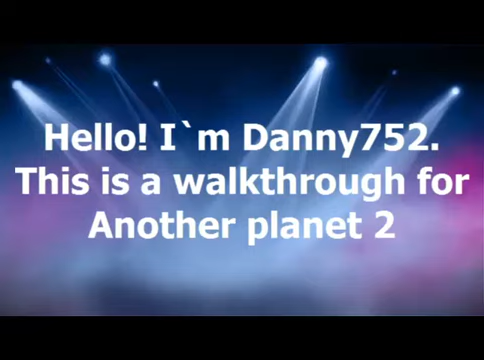 Hello! I`m Danny752.
This is a walkthrough for
Another planet 2